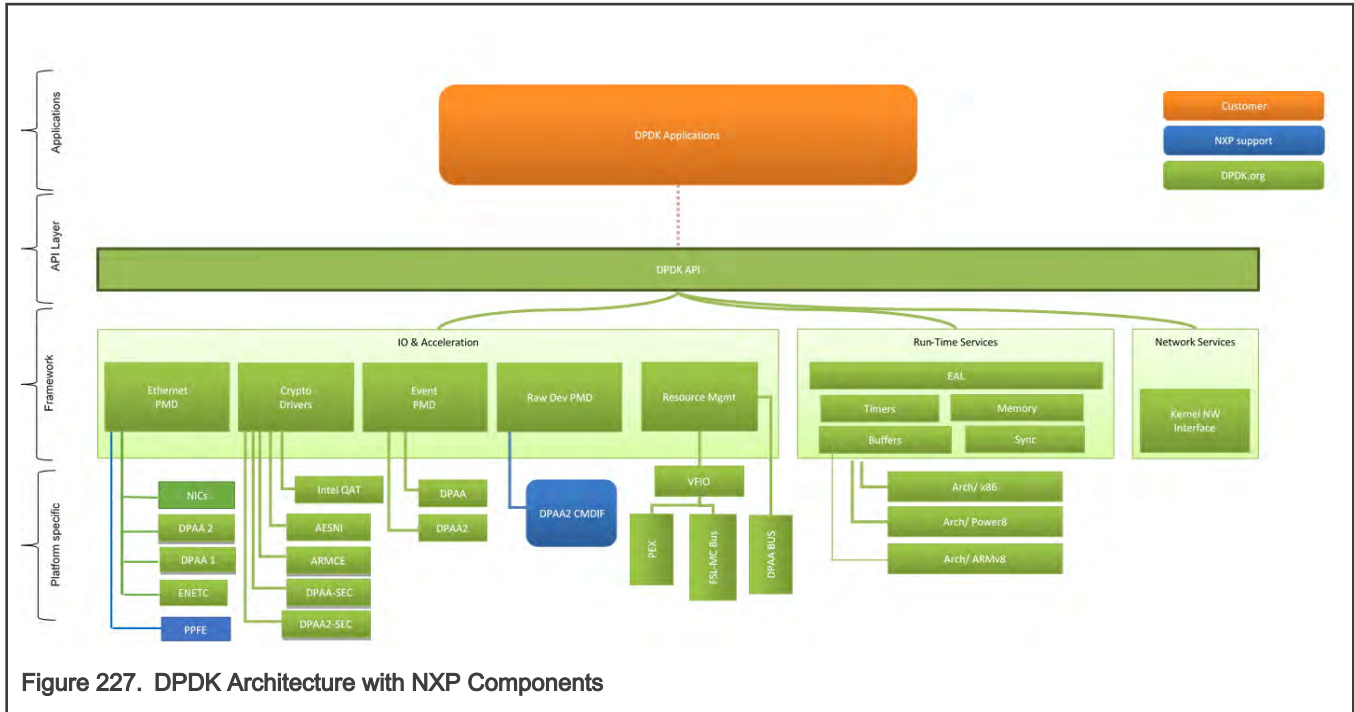 Applications
DPDK Applications
Customer
NXP support
DPDK.org
API Layer
DPDK API
Framework
IO & Acceleration
Ethernet
PMD
Crypto
Drivers
Event
PMD
Raw Dev PMD
Resource Mgmt
Run-Time Services
EAL
Timers
Memory
Buffers
Sync
Network Services
Kernel NW
Interface
Platform specific
NICs
DPAA 2
DPAA 1
ENETC
PPFE
Intel QAT
AESNI
ARMCE
DPAA-SEC
DPAA2-SEC
DPAA
DPAA2
DPAA2 CMDIF
VFIO
PEX
FSL-MC Bus
DPAA BUS
Arch/ x86
Arch/ Power8
Arch/ ARMv8
Figure 227. DPDK Architecture with NXP Components